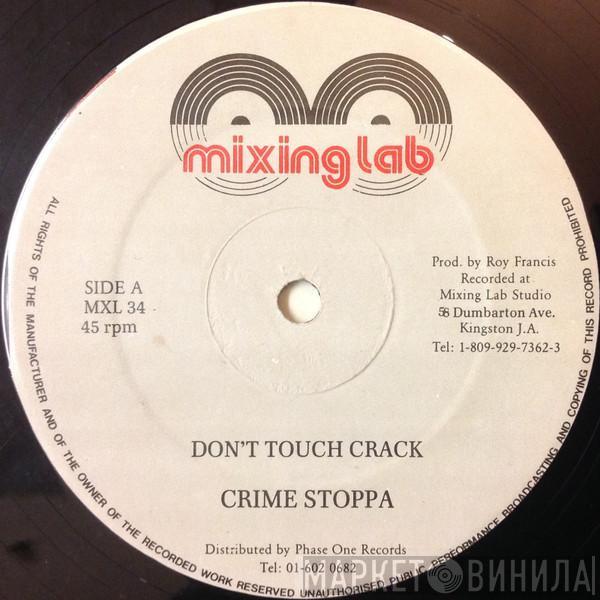 mixing lab
SIDE A
MXL 34
45 rpm
Prod. by Roy Francis
Recorded at
Mixing Lab Studio
58 Dumbarton Ave.
Kingston J.A.
Tel: 1-809-929-7362-3
DON'T TOUCH CRACK
CRIME STOPPA
Distributed by Phase One Records
Tel: 01-602 0682
ALL RIGHTS OF THE MANUFACTURER AND OF THE OWNER OF THE RECORDED WORK RESERVED UNAUTHORISED PUBLIC PERFORMANCE BROADCASTING AND COPYING OF THIS RECORD PROHIBITED
МАРКЕТ ВИНИЛА